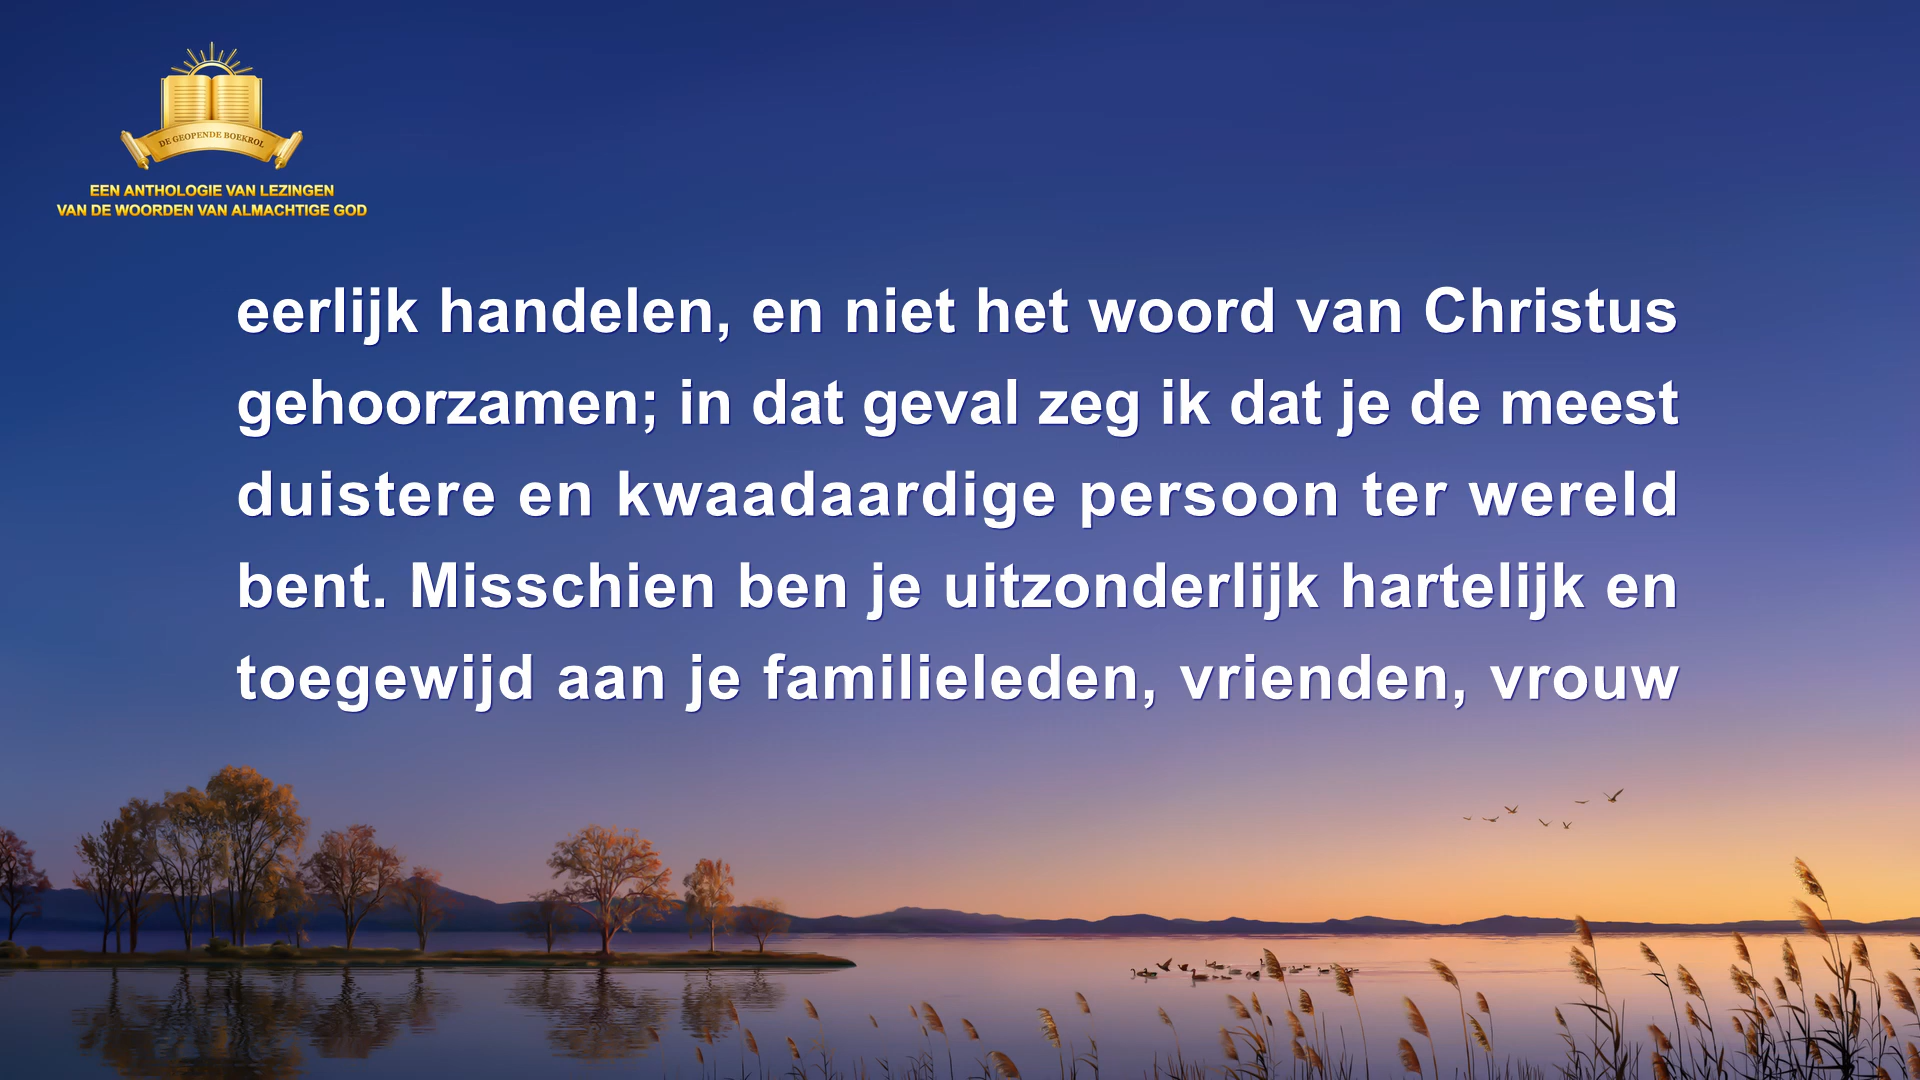 DE GEOPENDE BOEKROL
EEN ANTHOLOGIE VAN LEZINGEN
VAN DE WOORDEN VAN ALMACHTIGE GOD
eerlijk handelen, en niet het woord van Christus
gehoorzamen; in dat geval zeg ik dat je de meest
duistere en kwaadaardige persoon ter wereld
bent. Misschien ben je uitzonderlijk hartelijk en
toegewijd aan je familieleden, vrienden, vrouw